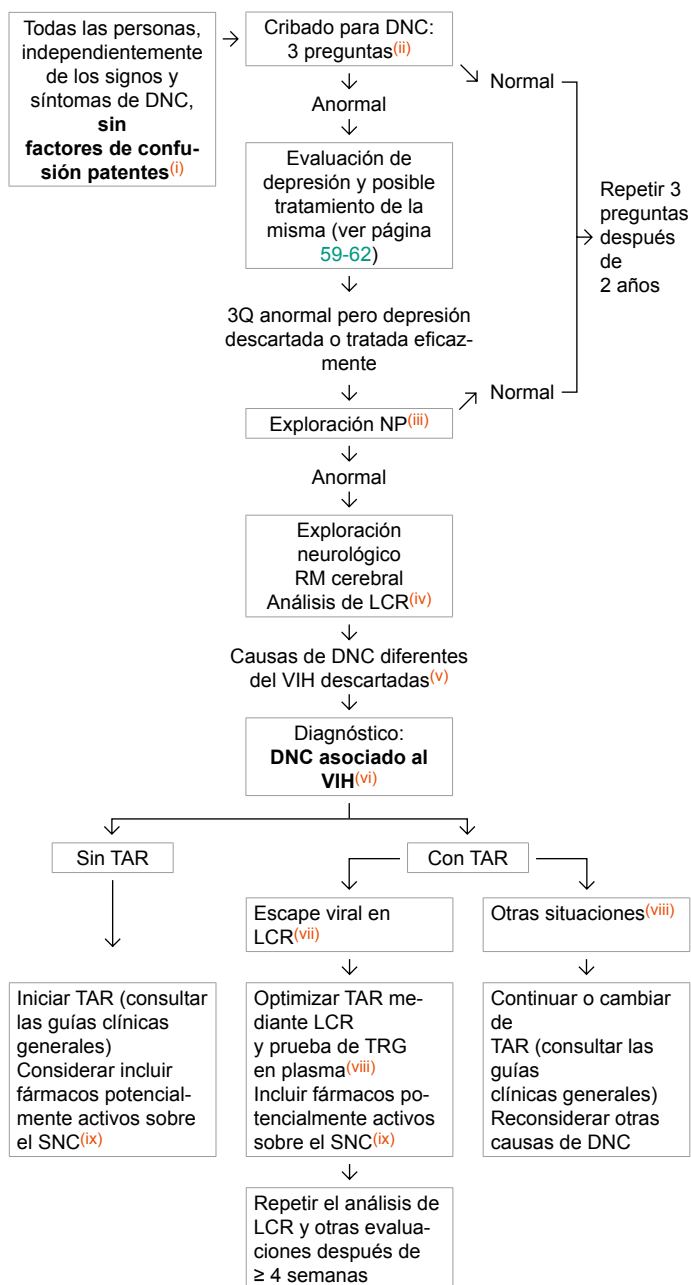 Todas las personas,
independientemente
de los signos y
síntomas de DNC,
sin
factores de confu-
sión patentes(i)
Cribado para DNC:
3 preguntas(ii)
Normal
Anormal
Evaluación de
depresión y posible
tratamiento de la
misma (ver página
59-62)
Repetir 3
preguntas
después
de
2 años
3Q anormal pero depresión
descartada o tratada eficaz-
mente
Normal
Exploración NP(iii)
Anormal
Exploración
neurológico
RM cerebral
Análisis de LCR(iv)
Causas de DNC diferentes
del VIH descartadas(v)
Diagnóstico:
DNC asociado al
VIH(vi)
Sin TAR
Con TAR
Escape viral en
LCR(vii)
Otras situaciones(viii)
Iniciar TAR (consultar
las guías clínicas
generales)
Considerar incluir
fármacos potencial-
mente activos sobre
el SNC(ix)
Optimizar TAR me-
diante LCR
y prueba de TRG
en plasma(viii)
Incluir fármacos po-
tencialmente activos
sobre el SNC(ix)
Continuar o cambiar
de
TAR (consultar las
guías
clínicas generales)
Reconsiderar otras
causas de DNC
Repetir el análisis de
LCR y otras evalua-
ciones después de
≥ 4 semanas